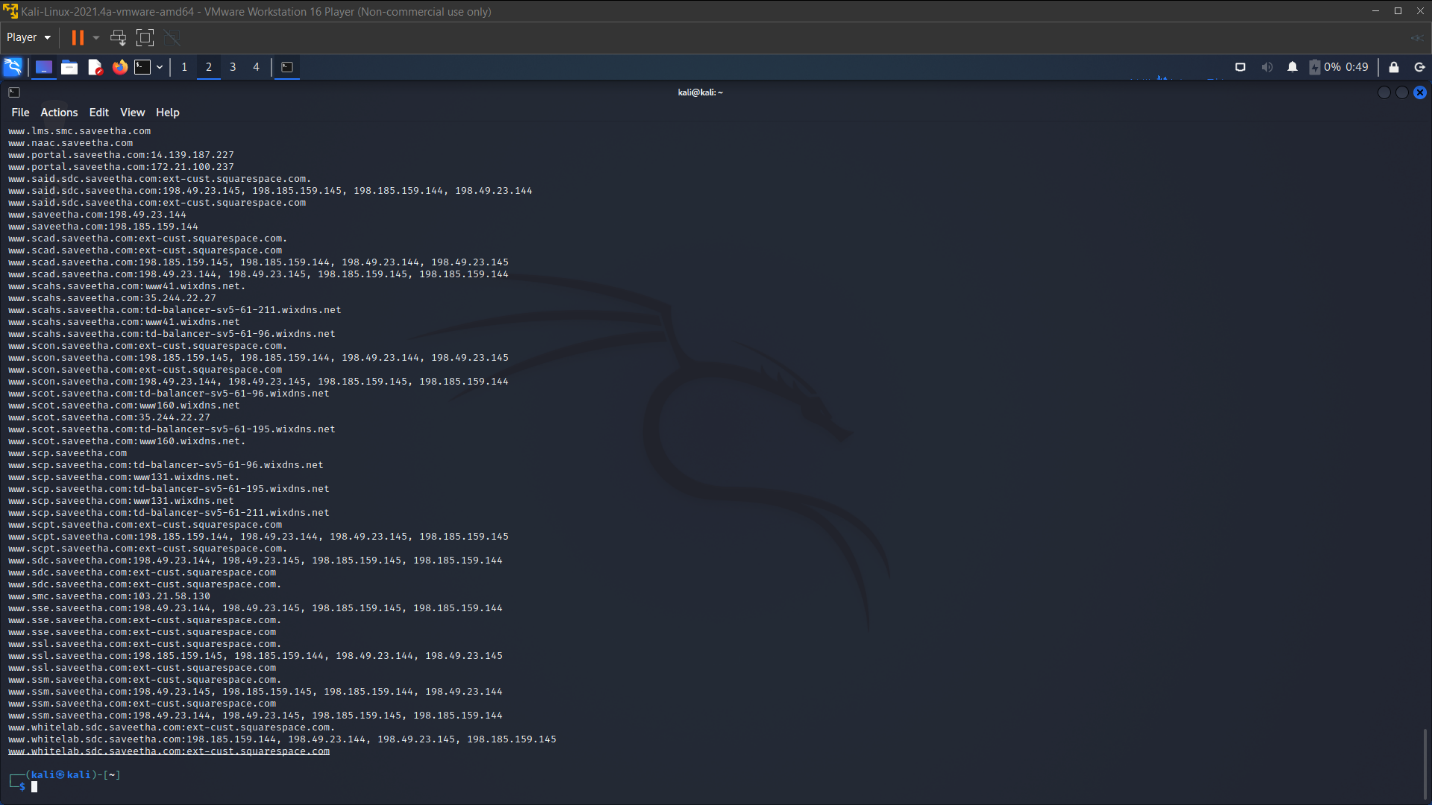 Kali-Linux-2021.4a-vmware-amd64 - VMware Workstation 16 Player (Non-commercial use only)
Player
1 2 3 4
0% 0:49
kali@kali: ~
File Actions Edit View Help
www.lms.smc.saveetha.com
www.naac.saveetha.com
www.portal.saveetha.com:14.139.187.227
www.portal.saveetha.com:172.21.100.237
www.said.sdc.saveetha.com:ext-cust.squarespace.com.
www.said.sdc.saveetha.com:198.49.23.145, 198.185.159.145, 198.185.159.144, 198.49.23.144
www.said.sdc.saveetha.com:ext-cust.squarespace.com
www.saveetha.com:198.49.23.144
www.saveetha.com:198.185.159.144
www.scad.saveetha.com:ext-cust.squarespace.com.
www.scad.saveetha.com:ext-cust.squarespace.com
www.scad.saveetha.com:198.185.159.145, 198.185.159.144, 198.49.23.144, 198.49.23.145
www.scad.saveetha.com:198.49.23.144, 198.49.23.145, 198.185.159.145, 198.185.159.144
www.scahs.saveetha.com:www41.wixdns.net.
www.scahs.saveetha.com:35.244.22.27
www.scahs.saveetha.com:td-balancer-sv5-61-211.wixdns.net
www.scahs.saveetha.com:www41.wixdns.net
www.scahs.saveetha.com:td-balancer-sv5-61-96.wixdns.net
www.scon.saveetha.com:ext-cust.squarespace.com.
www.scon.saveetha.com:198.185.159.145, 198.185.159.144, 198.49.23.144, 198.49.23.145
www.scon.saveetha.com:ext-cust.squarespace.com
www.scon.saveetha.com:198.49.23.144, 198.49.23.145, 198.185.159.145, 198.185.159.144
www.scot.saveetha.com:td-balancer-sv5-61-96.wixdns.net
www.scot.saveetha.com:www160.wixdns.net
www.scot.saveetha.com:35.244.22.27
www.scot.saveetha.com:td-balancer-sv5-61-195.wixdns.net
www.scot.saveetha.com:www160.wixdns.net.
www.scp.saveetha.com
www.scp.saveetha.com:td-balancer-sv5-61-96.wixdns.net
www.scp.saveetha.com:www131.wixdns.net.
www.scp.saveetha.com:td-balancer-sv5-61-195.wixdns.net
www.scp.saveetha.com:www131.wixdns.net
www.scp.saveetha.com:td-balancer-sv5-61-211.wixdns.net
www.scpt.saveetha.com:ext-cust.squarespace.com
www.scpt.saveetha.com:198.185.159.144, 198.49.23.144, 198.49.23.145, 198.185.159.145
www.scpt.saveetha.com:ext-cust.squarespace.com.
www.sdc.saveetha.com:198.49.23.144, 198.49.23.145, 198.185.159.145, 198.185.159.144
www.sdc.saveetha.com:ext-cust.squarespace.com
www.sdc.saveetha.com:ext-cust.squarespace.com.
www.smc.saveetha.com:103.21.58.130
www.sse.saveetha.com:198.49.23.144, 198.49.23.145, 198.185.159.145, 198.185.159.144
www.sse.saveetha.com:ext-cust.squarespace.com.
www.sse.saveetha.com:ext-cust.squarespace.com
www.ssl.saveetha.com:ext-cust.squarespace.com.
www.ssl.saveetha.com:198.185.159.145, 198.185.159.144, 198.49.23.144, 198.49.23.145
www.ssl.saveetha.com:ext-cust.squarespace.com
www.ssm.saveetha.com:ext-cust.squarespace.com.
www.ssm.saveetha.com:198.49.23.145, 198.185.159.145, 198.185.159.144, 198.49.23.144
www.ssm.saveetha.com:ext-cust.squarespace.com
www.ssm.saveetha.com:198.49.23.144, 198.49.23.145, 198.185.159.145, 198.185.159.144
www.whitelab.sdc.saveetha.com:ext-cust.squarespace.com.
www.whitelab.sdc.saveetha.com:198.185.159.144, 198.49.23.144, 198.49.23.145, 198.185.159.145
www.whitelab.sdc.saveetha.com:ext-cust.squarespace.com
┌──(kali㉿kali)-[~]
└─$